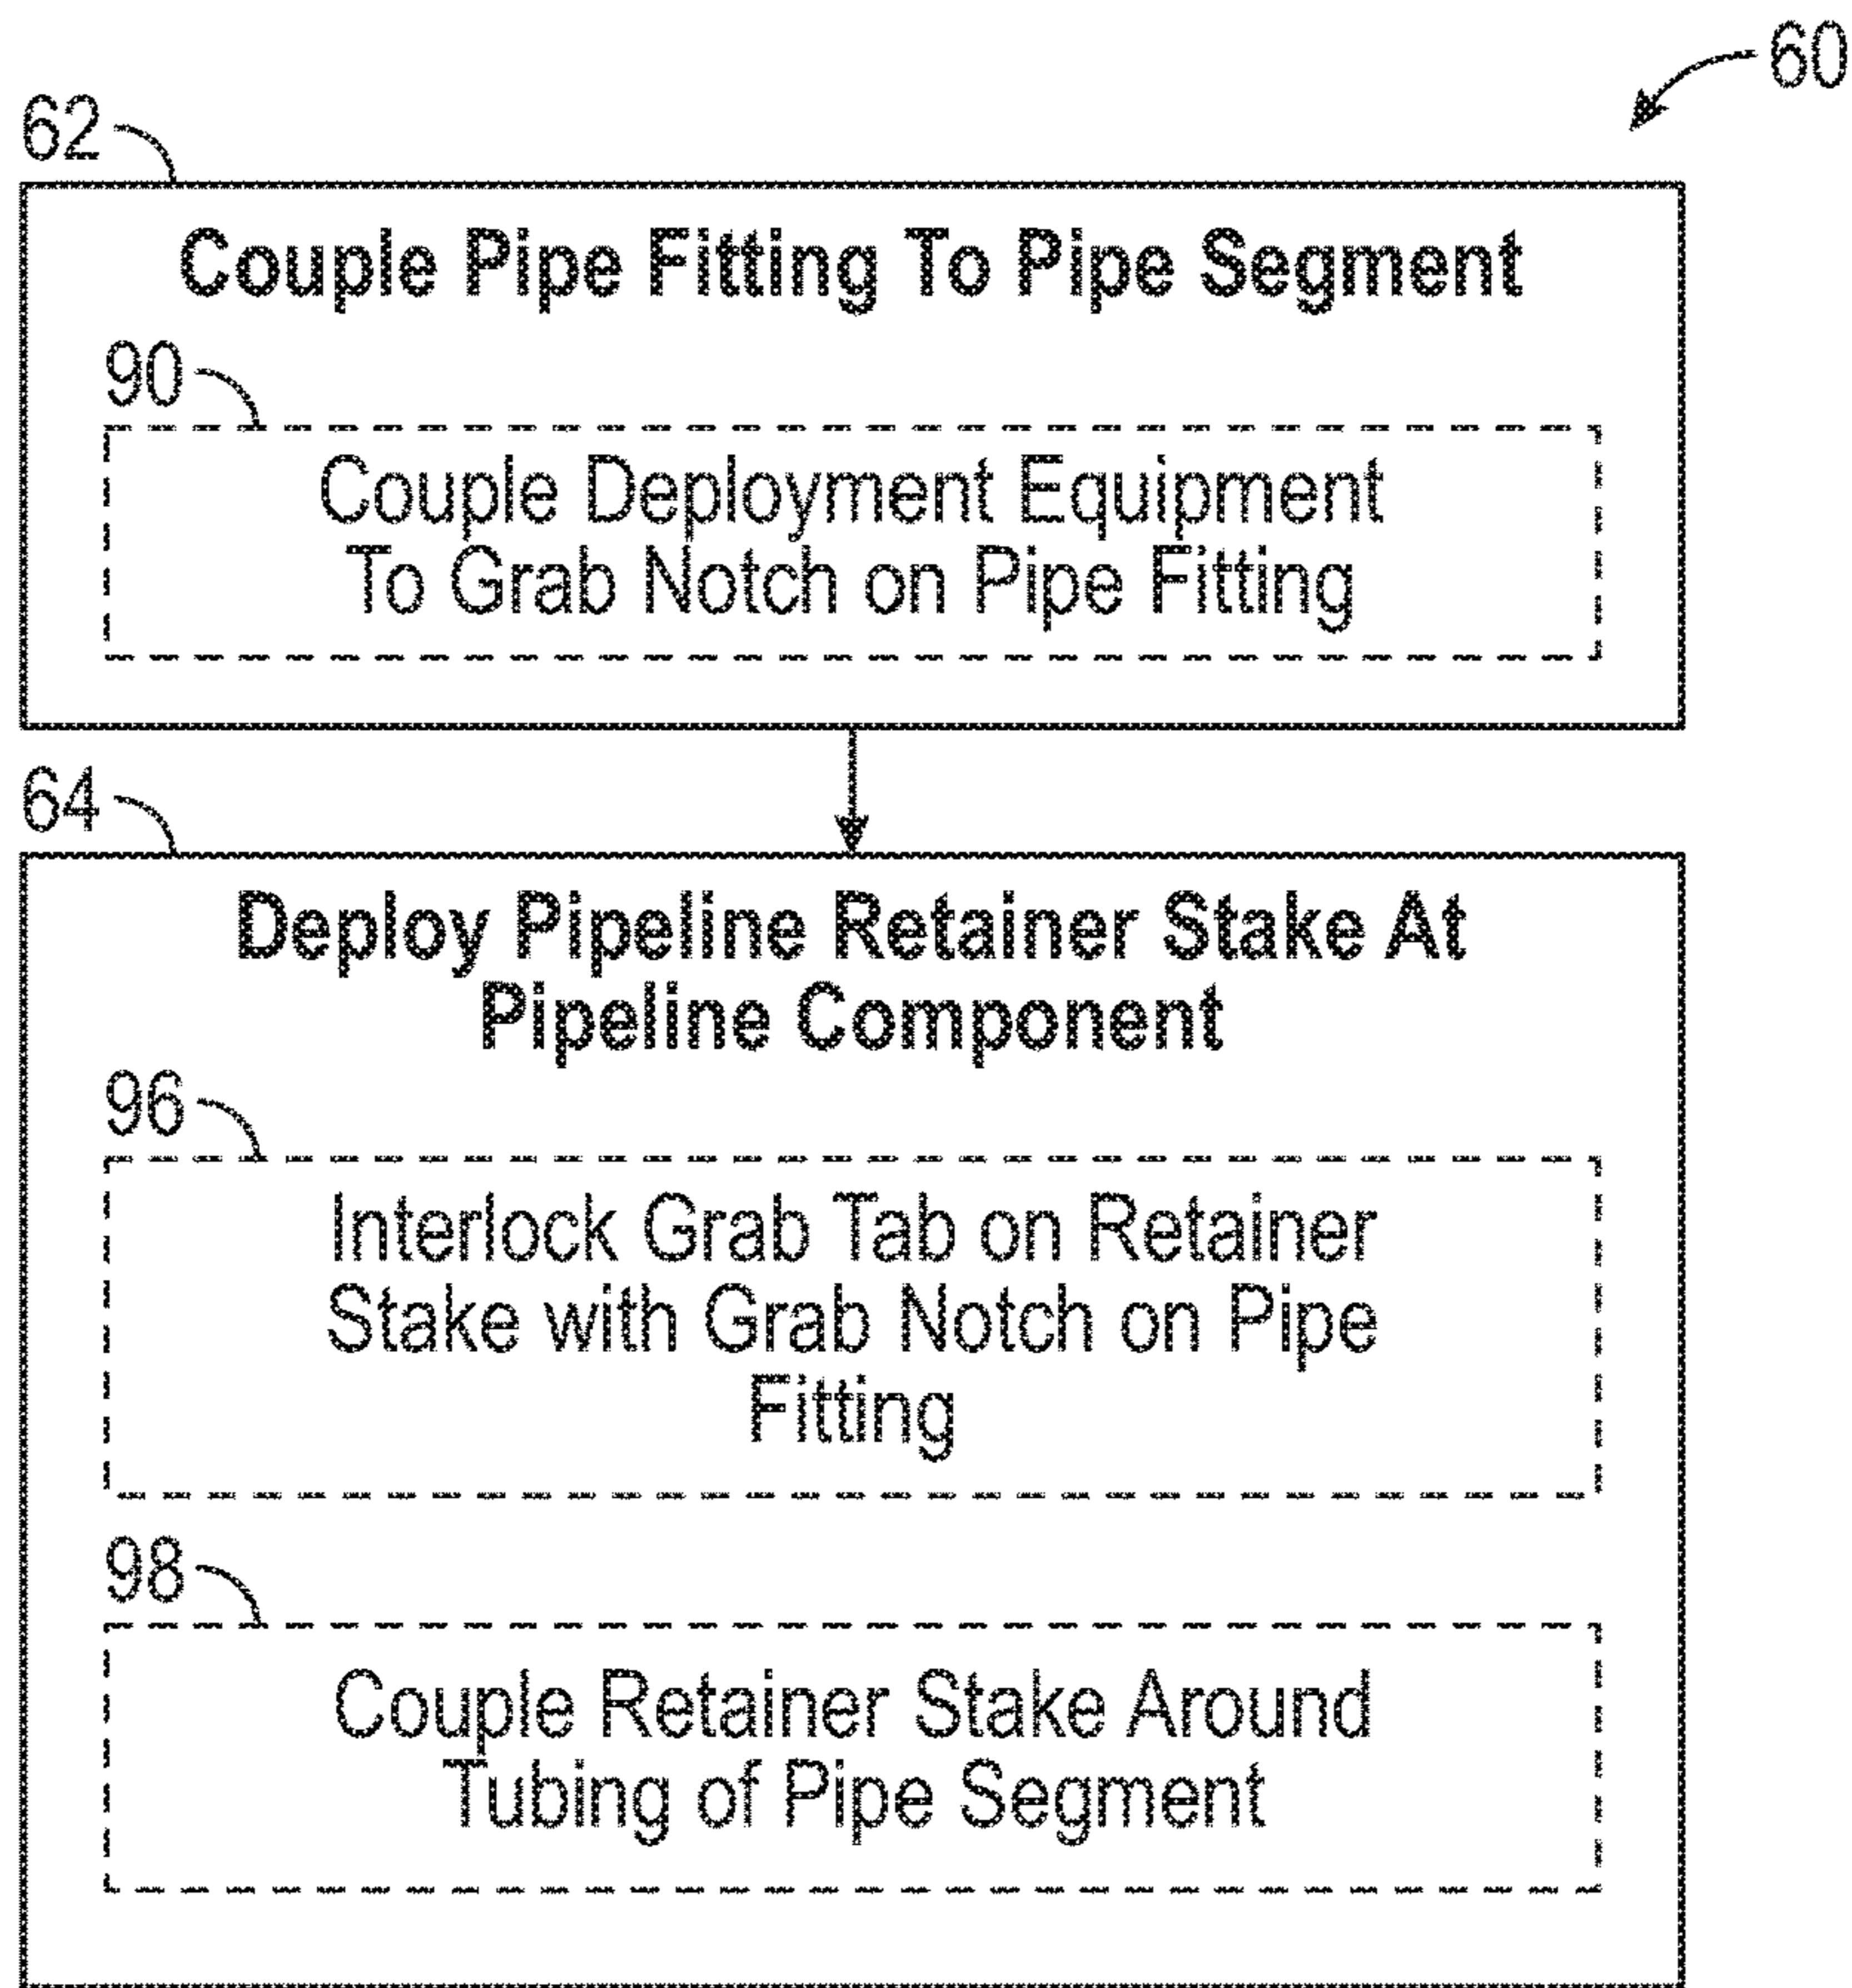 60
62
Couple Pipe Fitting To Pipe Segment
90
Couple Deployment Equipment
To Grab Notch on Pipe Fitting
64
Deploy Pipeline Retainer Stake At
Pipeline Component
96
Interlock Grab Tab on Retainer
Stake with Grab Notch on Pipe
Fitting
98
Couple Retainer Stake Around
Tubing of Pipe Segment